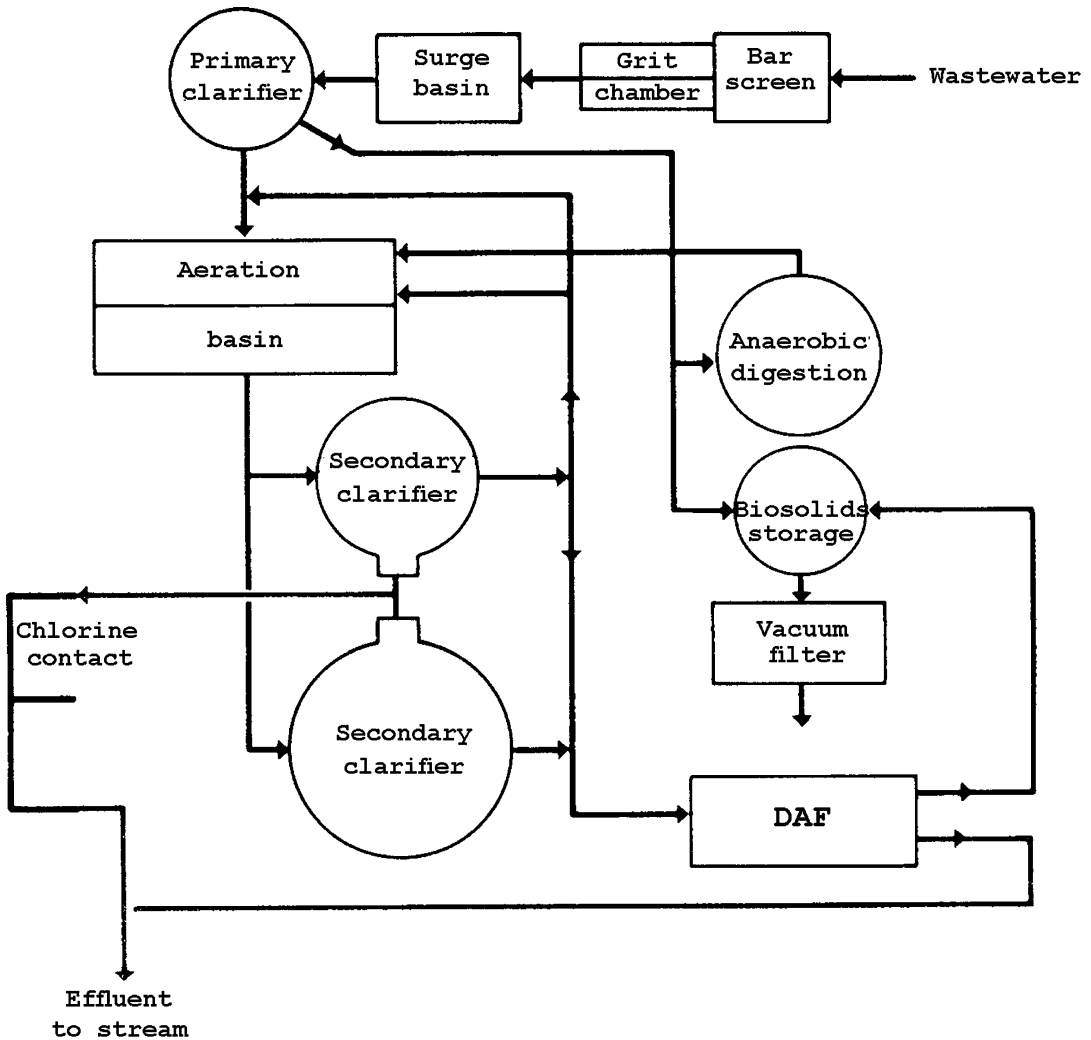 Primary
clarifier
Surge
basin
Grit
chamber
Bar
screen
Wastewater
Aeration
basin
Anaerobic
digestion
Secondary
clarifier
Biosolids
storage
Chlorine
contact
Vacuum
filter
Secondary
clarifier
DAF
Effluent
to stream